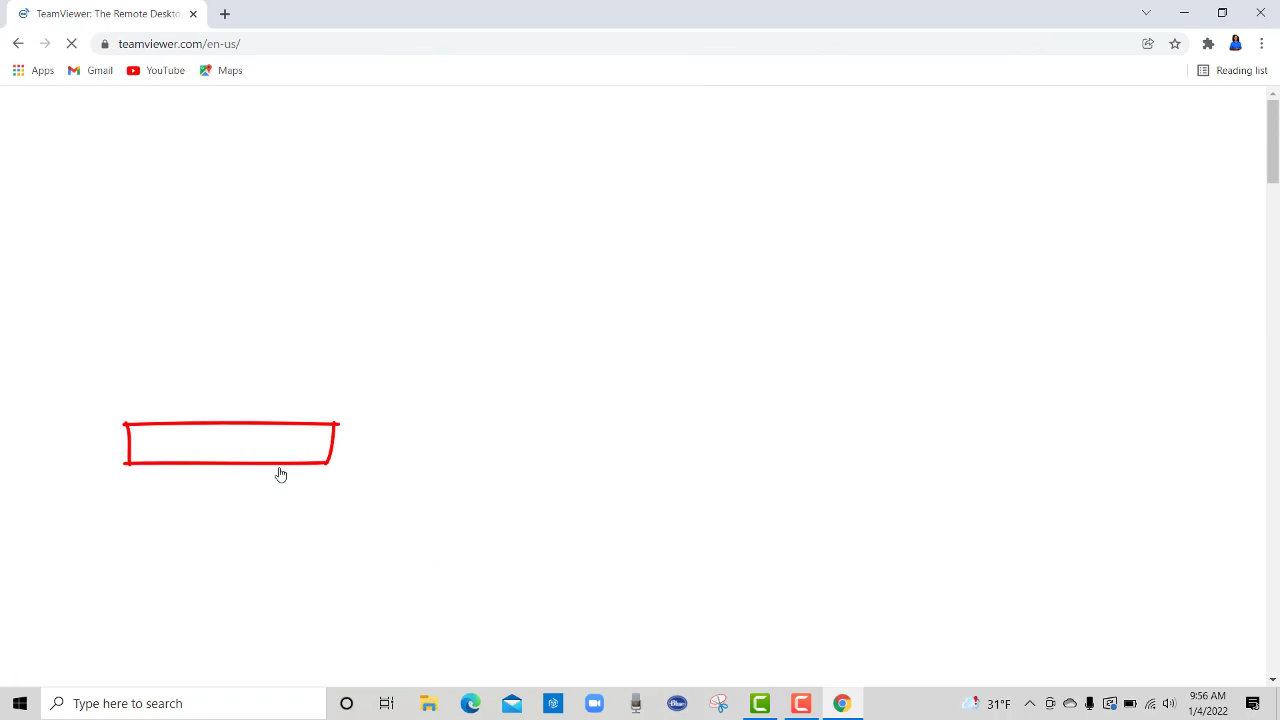 TeamViewer: The Remote Deskto
teamviewer.com/en-us/
Apps Gmail YouTube Maps Reading list
Type here to search
31°F
9:56 AM
1/4/2022